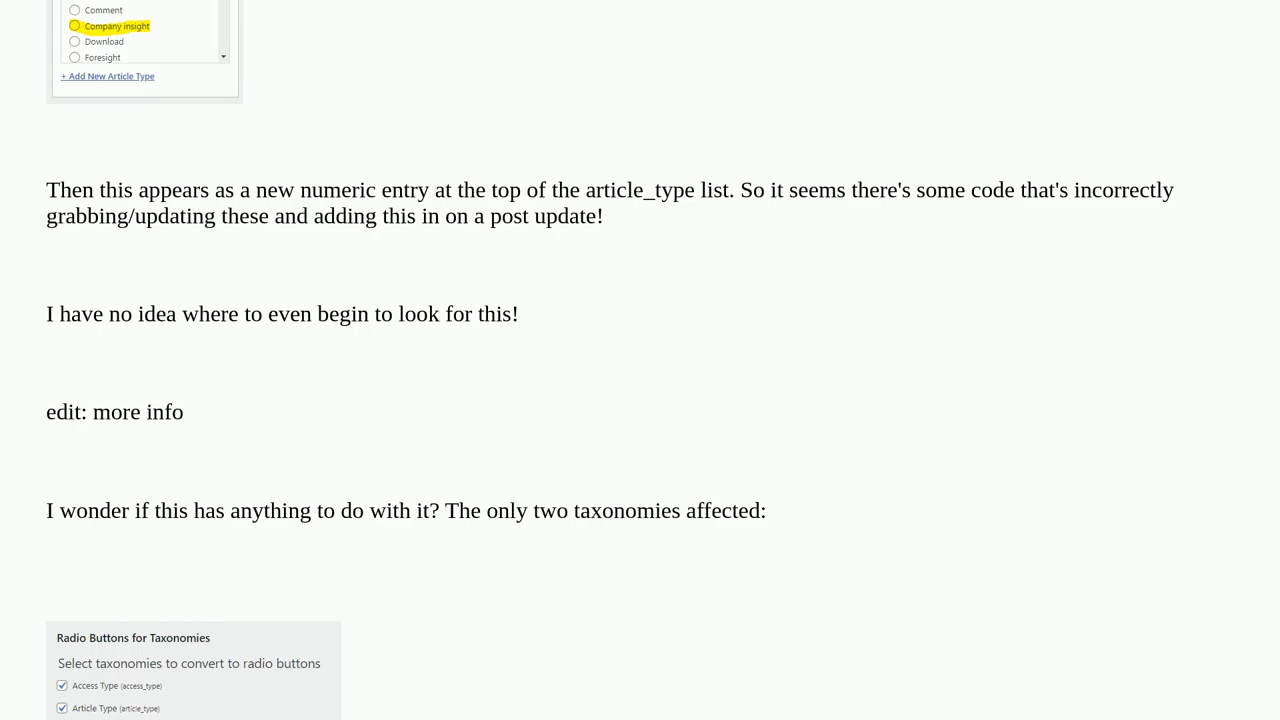 Comment
Company insight
Download
Foresight
+ Add New Article Type
Then this appears as a new numeric entry at the top of the article_type list. So it seems there's some code that's incorrectly
grabbing/updating these and adding this in on a post update!
I have no idea where to even begin to look for this!
edit: more info
I wonder if this has anything to do with it? The only two taxonomies affected:
Radio Buttons for Taxonomies
Select taxonomies to convert to radio buttons
Access Type (access_type)
Article Type (article_type)